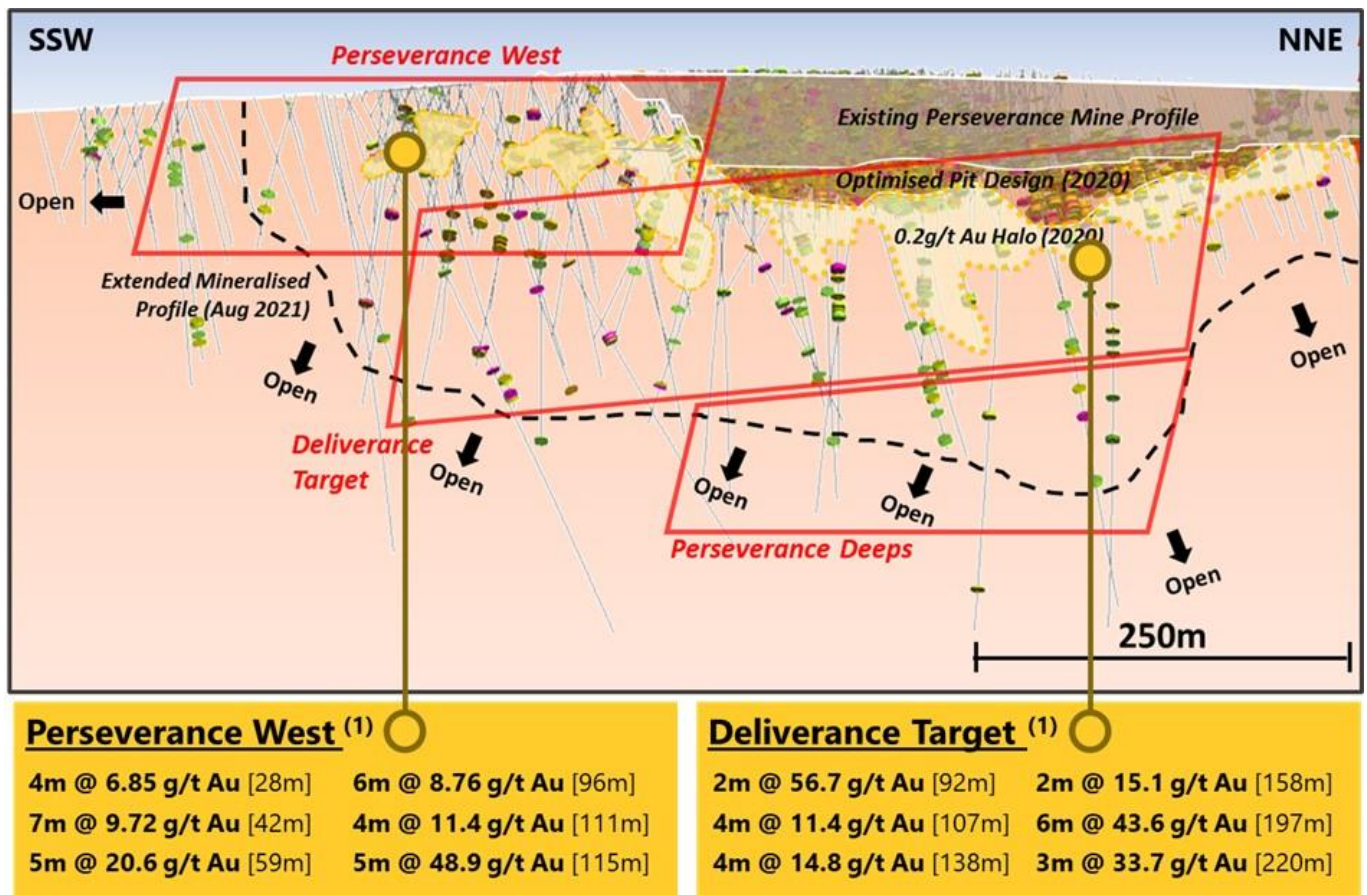 SSW
NNE
Perseverance West
Existing Perseverance Mine Profile
Optimised Pit Design (2020)
Open
0.2g/t Au Halo (2020)
Extended Mineralised
Profile (Aug 2021)
Open
Open
Deliverance
Target
Open
Open
Open
Perseverance Deeps
Open
250m
Perseverance West (1)
4m @ 6.85 g/t Au [28m]
6m @ 8.76 g/t Au [96m]
7m @ 9.72 g/t Au [42m]
4m @ 11.4 g/t Au [111m]
5m @ 20.6 g/t Au [59m]
5m @ 48.9 g/t Au [115m]
Deliverance Target (1)
2m @ 56.7 g/t Au [92m]
2m @ 15.1 g/t Au [158m]
4m @ 11.4 g/t Au [107m]
6m @ 43.6 g/t Au [197m]
4m @ 14.8 g/t Au [138m]
3m @ 33.7 g/t Au [220m]